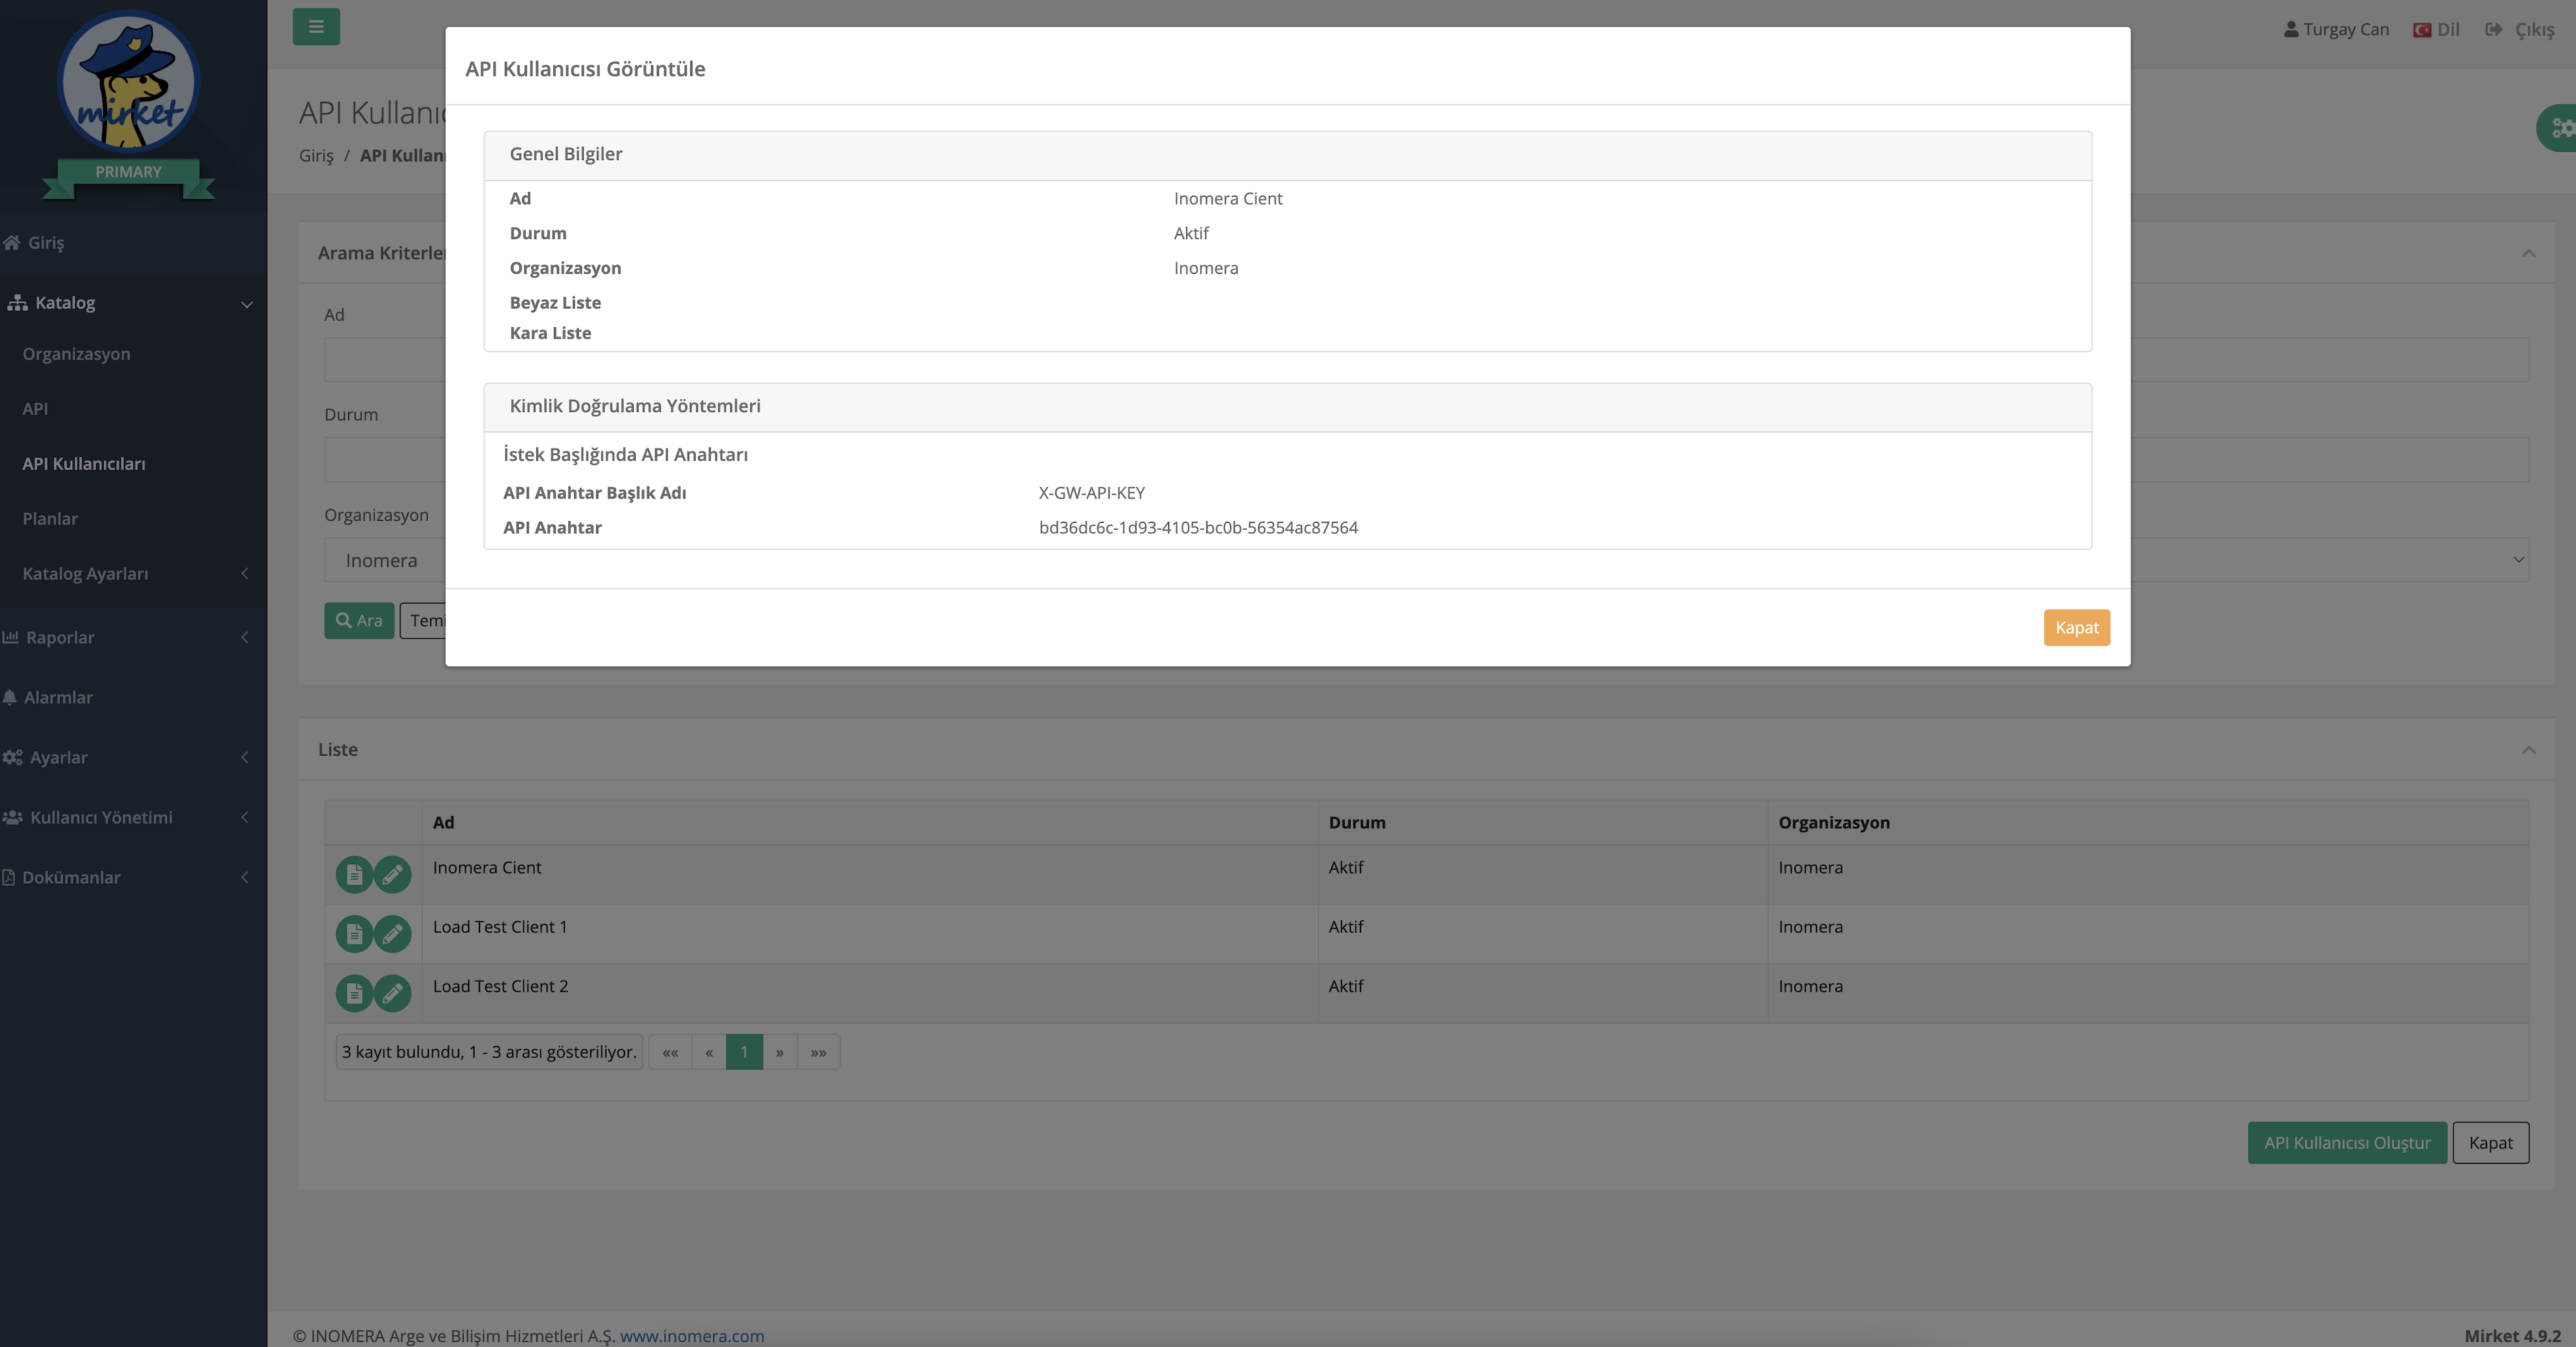 mirket
PRIMARY
Giriş
Katalog
Organizasyon
API
API Kullanıcıları
Planlar
Katalog Ayarları
Raporlar
Alarmlar
Ayarlar
Kullanıcı Yönetimi
Dokümanlar
Turgay Can
Dil
Çıkış
API Kullanıc
Giriş / API Kullanı
Arama Kriterle
Ad
Durum
Organizasyon
Inomera
Ara
Temi
API Kullanıcısı Görüntüle
Genel Bilgiler
Ad Inomera Cient
Durum Aktif
Organizasyon Inomera
Beyaz Liste
Kara Liste
Kimlik Doğrulama Yöntemleri
İstek Başlığında API Anahtarı
API Anahtar Başlık Adı X-GW-API-KEY
API Anahtar bd36dc6c-1d93-4105-bc0b-56354ac87564
Kapat
Liste
Ad Durum Organizasyon
Inomera Cient Aktif Inomera
Load Test Client 1 Aktif Inomera
Load Test Client 2 Aktif Inomera
3 kayıt bulundu, 1 - 3 arası gösteriliyor. «« « 1 » »»
API Kullanıcısı Oluştur Kapat
© INOMERA Arge ve Bilişim Hizmetleri A.Ş. www.inomera.com
Mirket 4.9.2